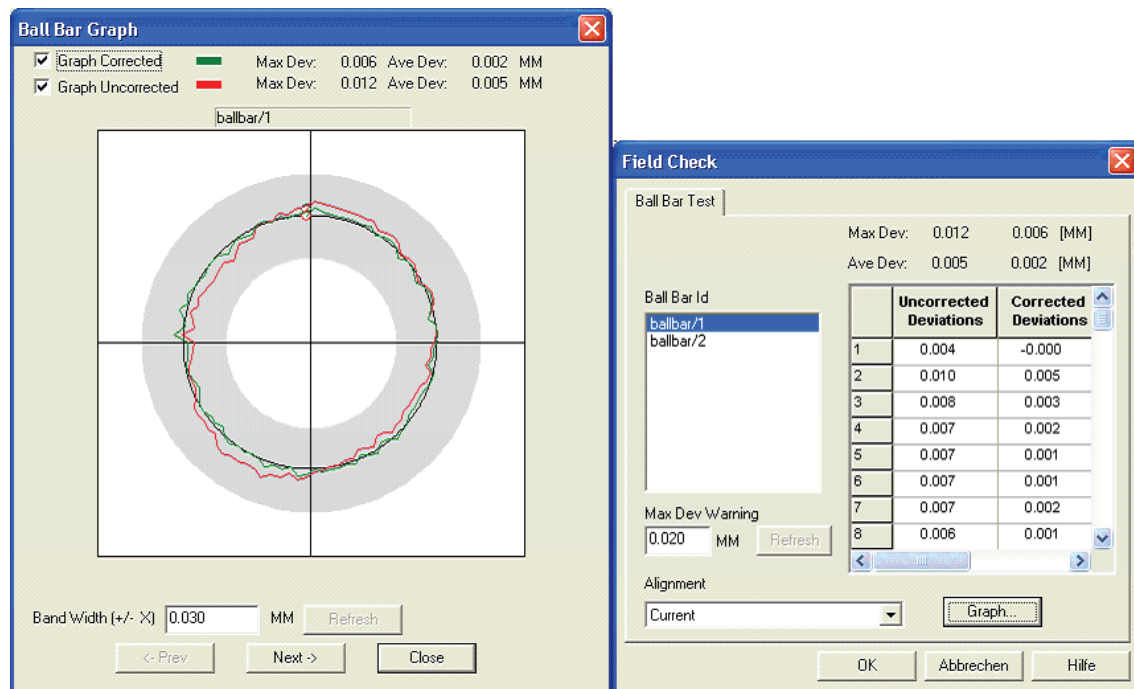 Ball Bar Graph
Graph Corrected Max Dev: 0.006 Ave Dev: 0.002 MM
Graph Uncorrected Max Dev: 0.012 Ave Dev: 0.005 MM
ballbar/1
Band Width (+/- X) 0.030 MM Refresh
<- Prev Next -> Close
Field Check
Ball Bar Test
Max Dev: 0.012 0.006 [MM]
Ave Dev: 0.005 0.002 [MM]
Ball Bar Id
ballbar/1
ballbar/2
Uncorrected Deviations Corrected Deviations
1 0.004 -0.000
2 0.010 0.005
3 0.008 0.003
4 0.007 0.002
5 0.007 0.001
6 0.007 0.001
7 0.007 0.002
8 0.006 0.001
Max Dev Warning
0.020 MM Refresh
Alignment
Current
Graph...
OK Abbrechen Hilfe